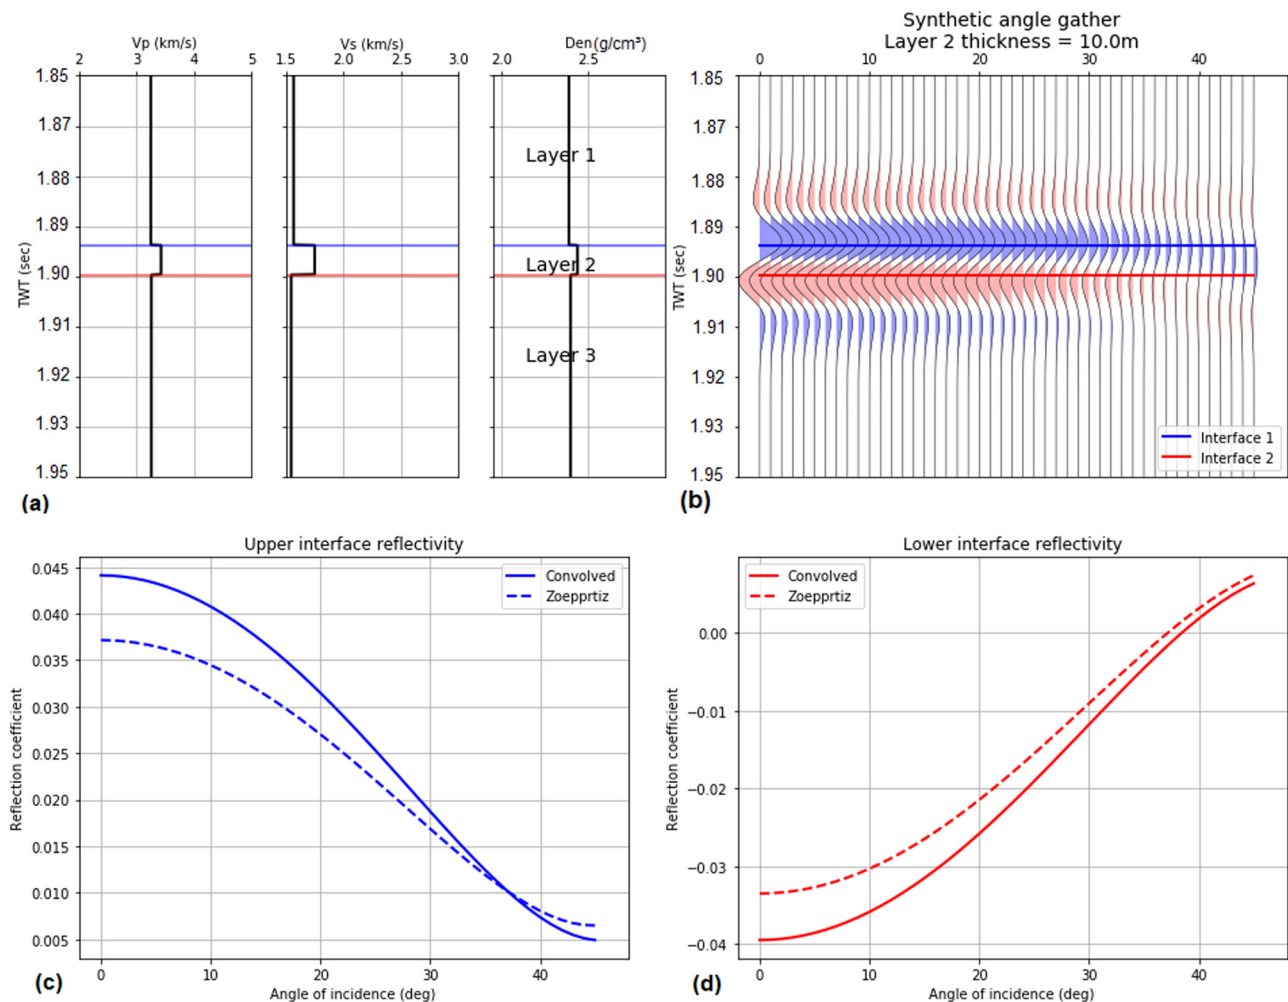 Vp (km/s)
2 3 4 5
Vs (km/s)
1.5 2.0 2.5 3.0
Den(g/cm³)
2.0 2.5
TWT (sec)
1.85
1.87
1.88
1.89
1.90
1.91
1.92
1.93
1.95
Layer 1
Layer 2
Layer 3
(a)
Synthetic angle gather
Layer 2 thickness = 10.0m
0 10 20 30 40
TWT (sec)
1.85
1.87
1.88
1.89
1.90
1.91
1.92
1.93
1.95
Interface 1
Interface 2
(b)
Upper interface reflectivity
Convolved
Zoepprtiz
Reflection coefficient
0.045
0.040
0.035
0.030
0.025
0.020
0.015
0.010
0.005
0 10 20 30 40
Angle of incidence (deg)
(c)
Lower interface reflectivity
Convolved
Zoepprtiz
Reflection coefficient
0.00
−0.01
−0.02
−0.03
−0.04
0 10 20 30 40
Angle of incidence (deg)
(d)